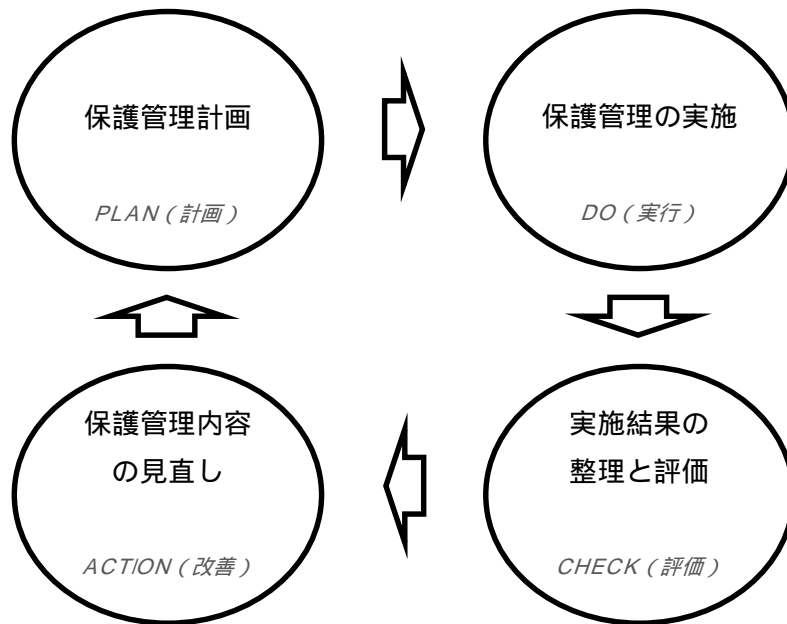 保護管理計画
PLAN（計画）
保護管理の実施
DO（実行）
実施結果の
整理と評価
CHECK（評価）
保護管理内容
の見直し
ACTION（改善）